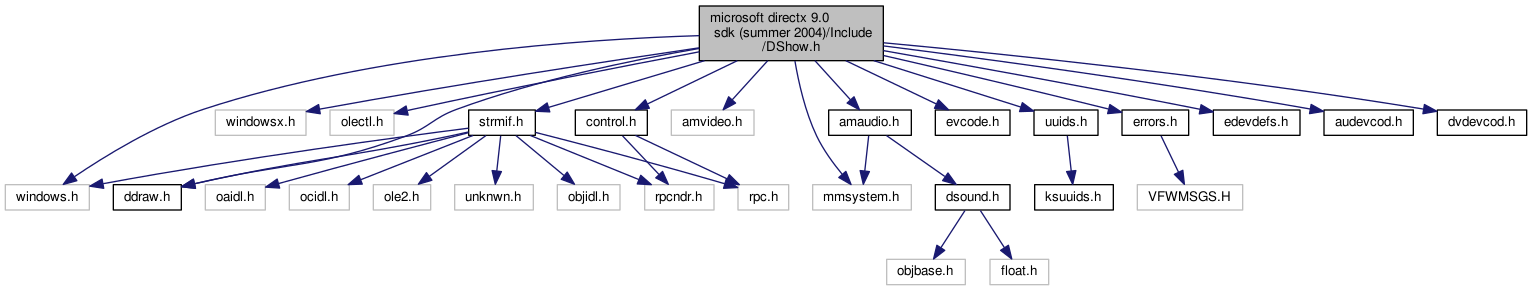 microsoft directx 9.0
sdk (summer 2004)/Include
/DShow.h
windowsx.h
olectl.h
strmif.h
control.h
amvideo.h
amaudio.h
evcode.h
uuids.h
errors.h
edevdefs.h
audevcod.h
dvdevcod.h
windows.h
ddraw.h
oaidl.h
ocidl.h
ole2.h
unknwn.h
objidl.h
rpcndr.h
rpc.h
mmsystem.h
dsound.h
ksuuids.h
VFWMSGS.H
objbase.h
float.h